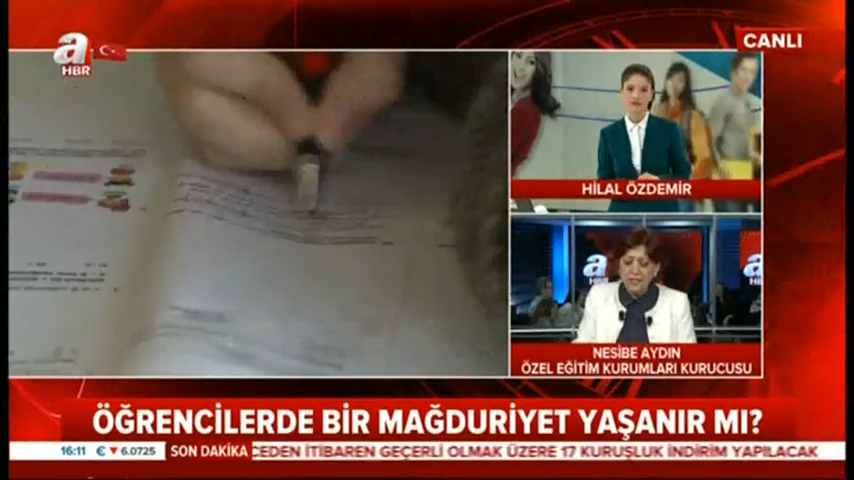 a
HBR
CANLI
HİLAL ÖZDEMİR
a
HBR
a
HBR
NESİBE AYDIN
ÖZEL EĞİTİM KURUMLARI KURUCUSU
ÖĞRENCİLERDE BİR MAĞDURİYET YAŞANIR MI?
16:11 € ▼ 6.0725 SON DAKİKA CEDEN İTİBAREN GEÇERLİ OLMAK ÜZERE 17 KURUŞLUK İNDİRİM YAPILACAK